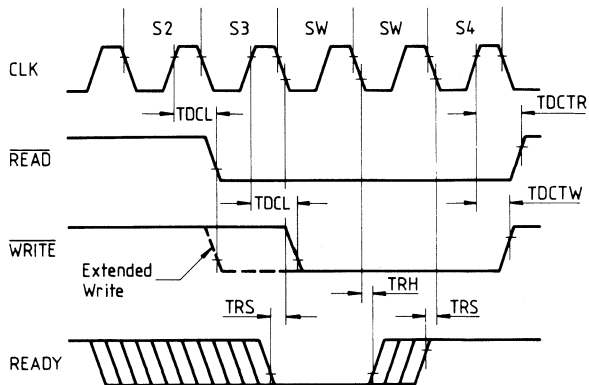 S2 S3 SW SW S4
CLK
TDCL
TDCTR
READ
TDCL
TDCTW
WRITE
Extended
Write
TRH
TRS
TRS
READY